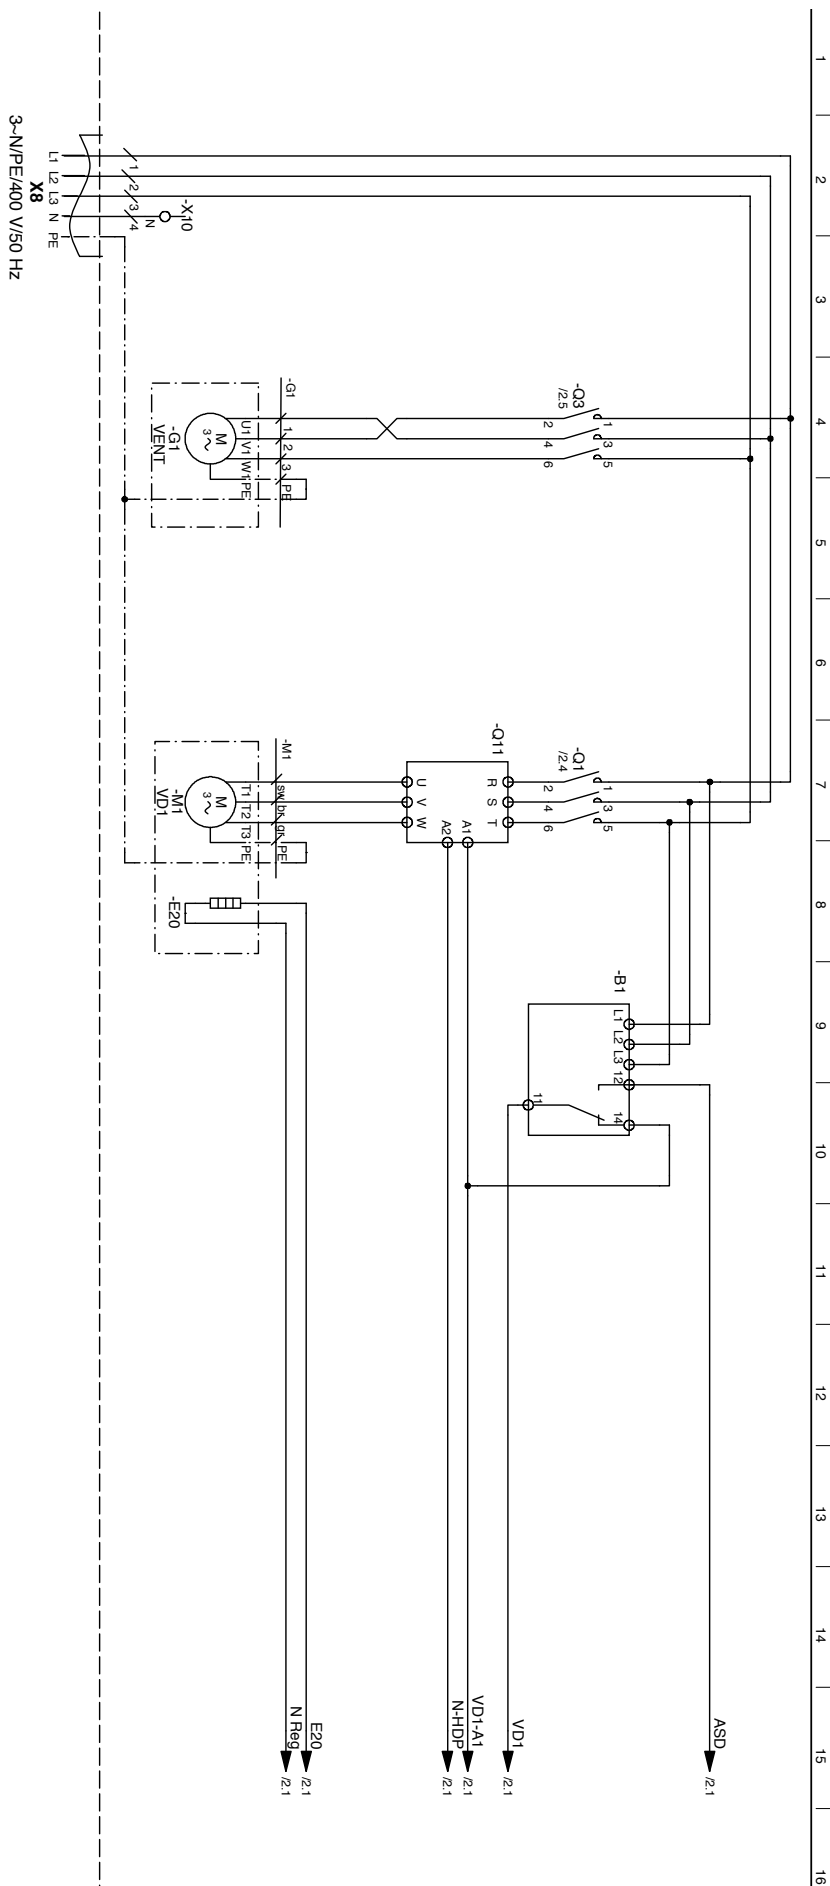 1
2
3
4
5
6
7
8
9
10
11
12
13
14
15
16
L1
L2
L3
N
PE
X8
3~N/PE/400 V/50 Hz
1
2
3
4
N
-X10
-Q3
/2.5
1
3
5
2
4
6
-G1
1
2
3
PE
U1
V1
W1
PE
M
3~
-G1
VENT
-Q1
/2.4
1
3
5
2
4
6
-Q11
R
S
T
A1
A2
U
V
W
-M1
sw
br
gr
PE
T1
T2
T3
PE
M
3~
-M1
VD1
-E20
-B1
L1
L2
L3
12
14
11
ASD
/2.1
VD1
/2.1
VD1-A1
/2.1
N-HDP
/2.1
E20
/2.1
N Reg
/2.1